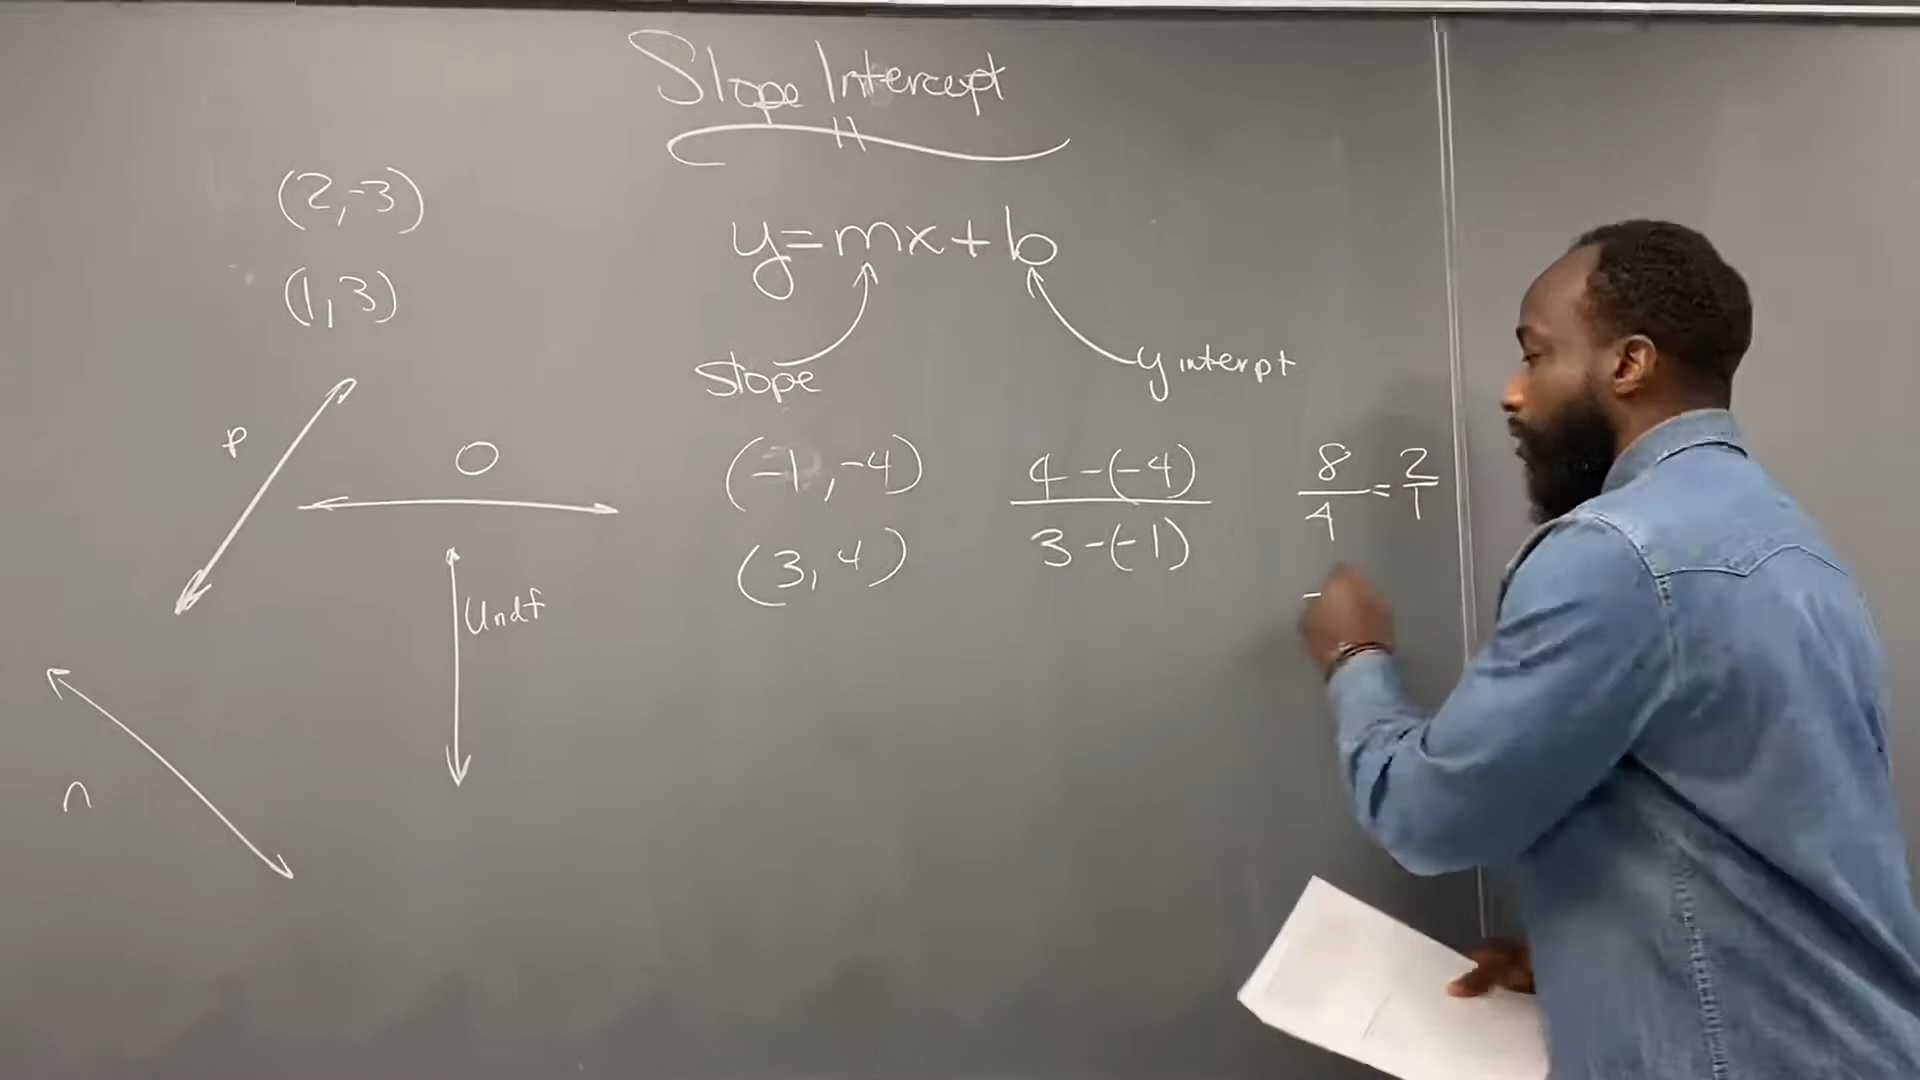 Slope Intercept
(2,-3)
(1,3)
y=mx+b
slope
y interpt
p
0
Undf
n
(-1,-4)
(3,4)
4-(-4)
3-(-1)
8/4=2/1
-